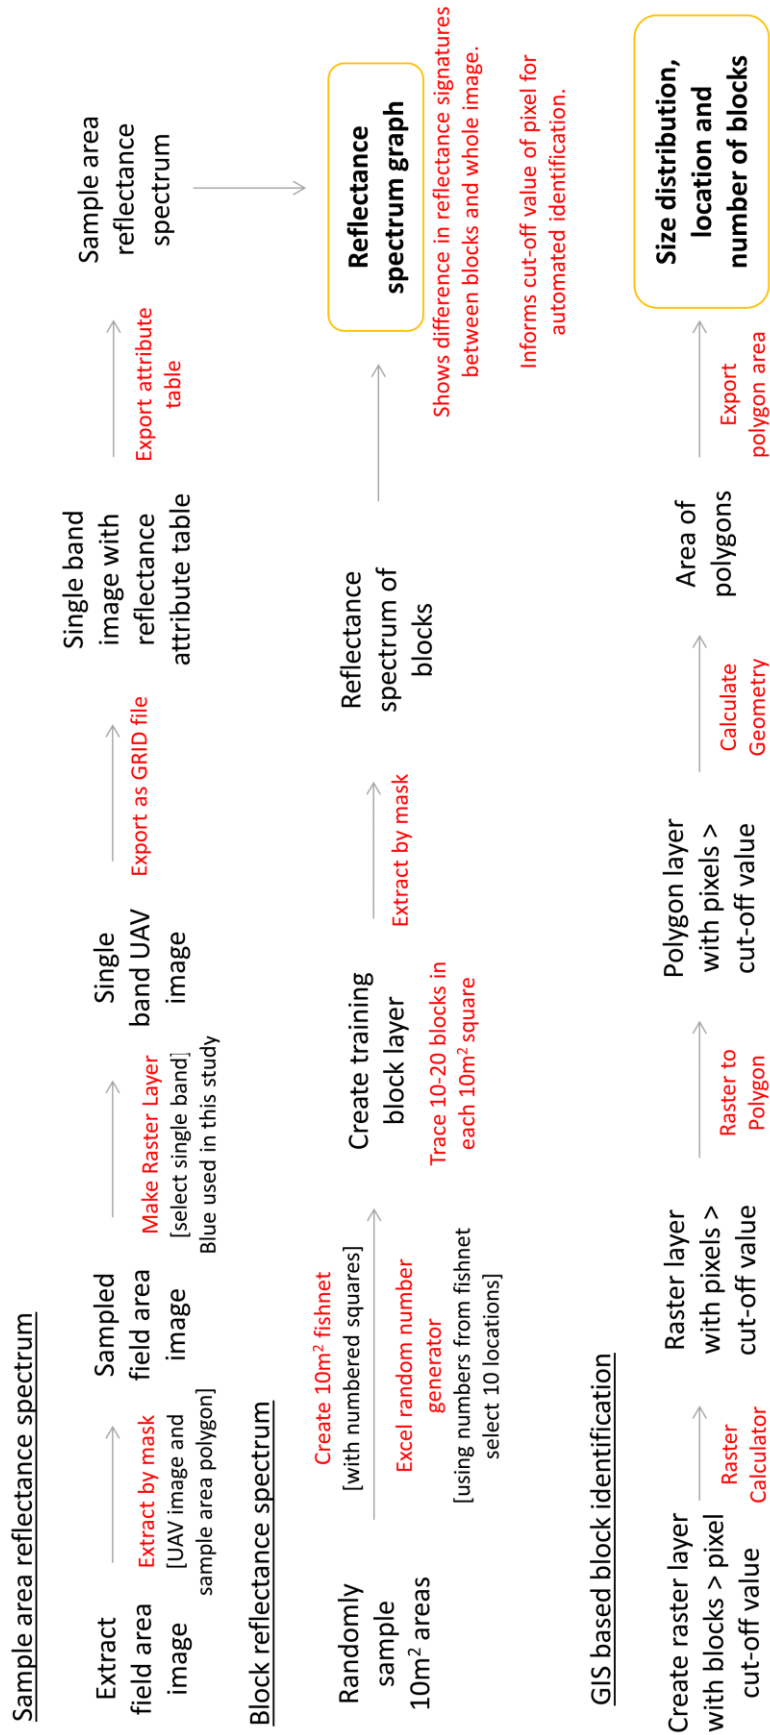 Sample area reflectance spectrum
Extract
field area
image
Extract by mask
[UAV image and
sample area polygon]
Sampled
field area
image
Make Raster Layer
[select single band]
Blue used in this study
Single
band UAV
image
Export as GRID file
Single band
image with
reflectance
attribute table
Export attribute
table
Sample area
reflectance
spectrum
Block reflectance spectrum
Randomly
sample
10m² areas
Create 10m² fishnet
[with numbered squares]
Excel random number
generator
[using numbers from fishnet
select 10 locations]
Create training
block layer
Trace 10-20 blocks in
each 10m² square
Extract by mask
Reflectance
spectrum of
blocks
Reflectance
spectrum graph
Shows difference in reflectance signatures
between blocks and whole image.
Informs cut-off value of pixel for
automated identification.
GIS based block identification
Create raster layer
with blocks > pixel
cut-off value
Raster
Calculator
Raster layer
with pixels >
cut-off value
Raster to
Polygon
Polygon layer
with pixels >
cut-off value
Calculate
Geometry
Area of
polygons
Export
polygon area
Size distribution,
location and
number of blocks